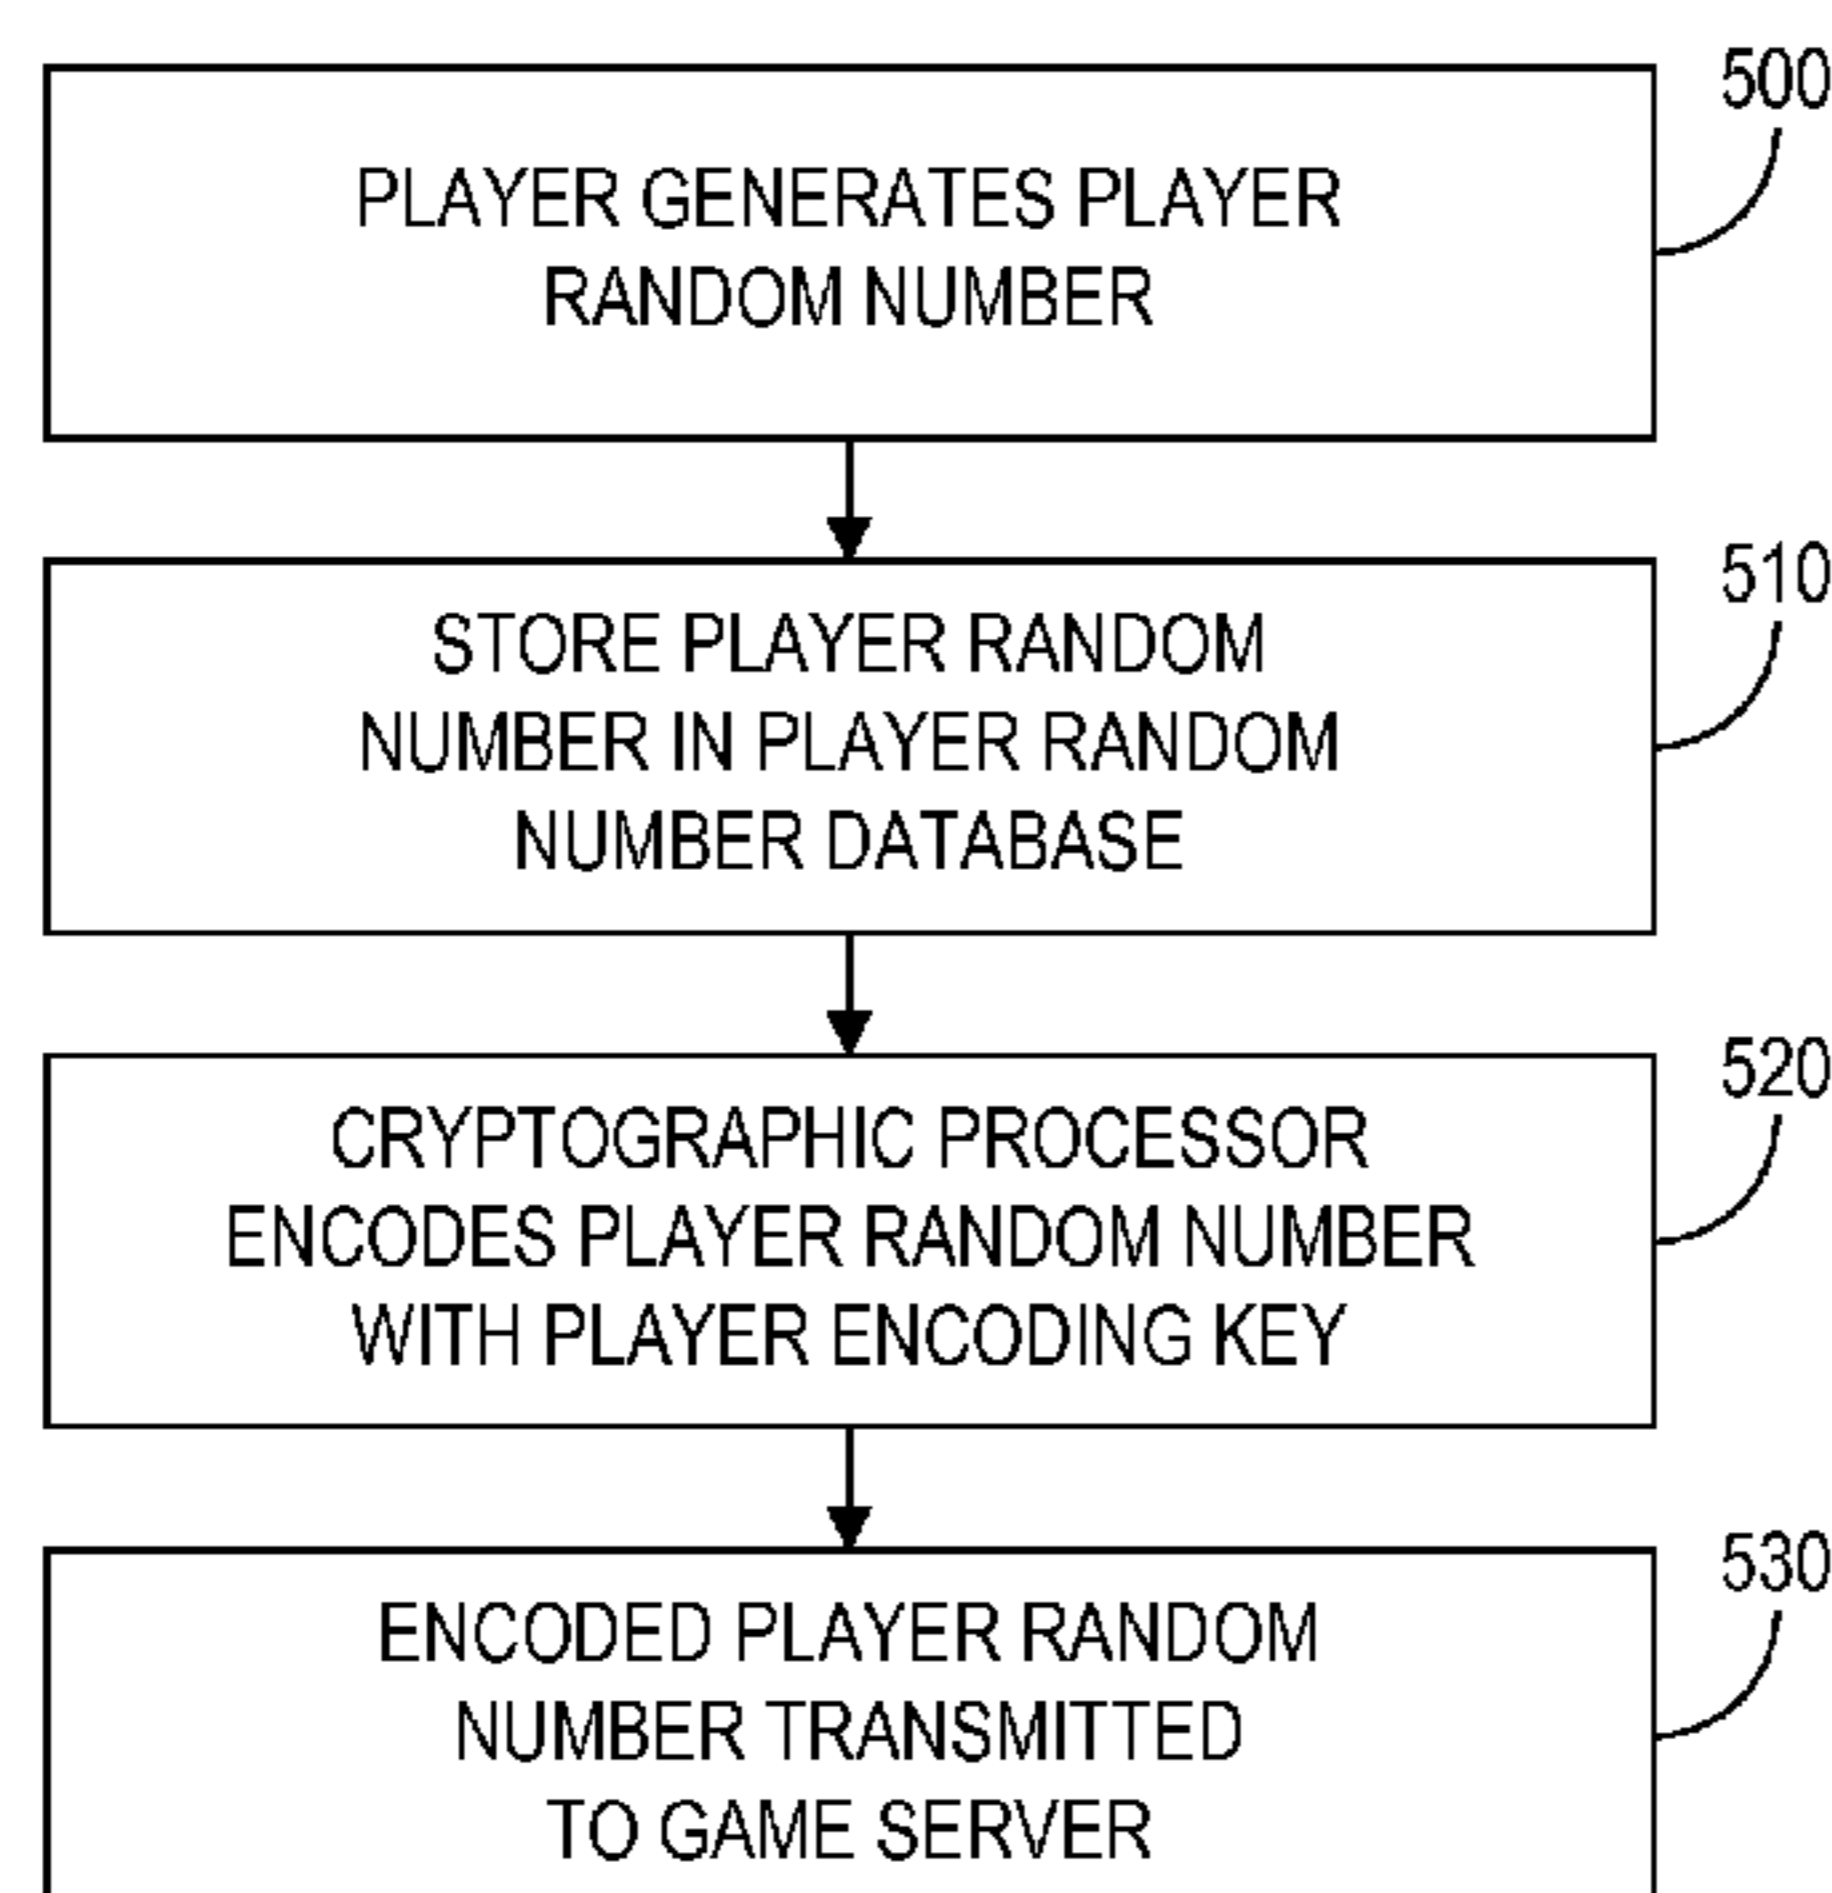 500
PLAYER GENERATES PLAYER
RANDOM NUMBER
510
STORE PLAYER RANDOM
NUMBER IN PLAYER RANDOM
NUMBER DATABASE
520
CRYPTOGRAPHIC PROCESSOR
ENCODES PLAYER RANDOM NUMBER
WITH PLAYER ENCODING KEY
530
ENCODED PLAYER RANDOM
NUMBER TRANSMITTED
TO GAME SERVER